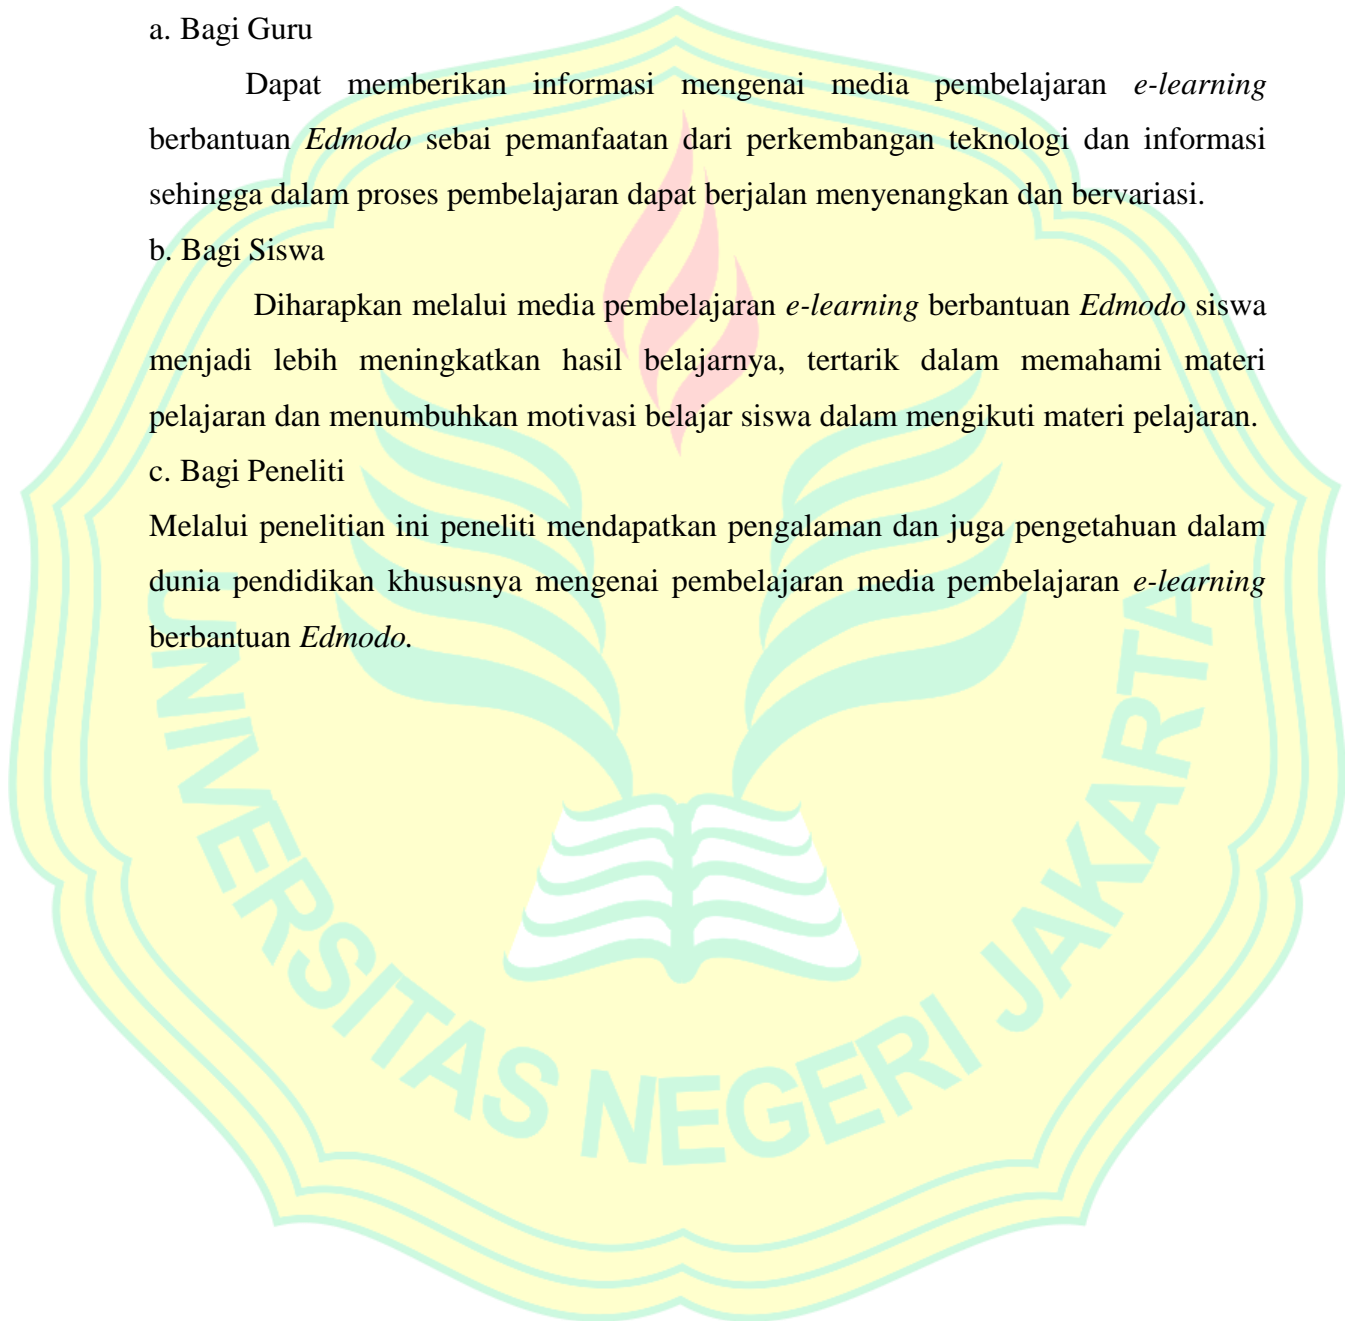 a. Bagi Guru
Dapat memberikan informasi mengenai media pembelajaran e-learning
berbantuan Edmodo sebai pemanfaatan dari perkembangan teknologi dan informasi
sehingga dalam proses pembelajaran dapat berjalan menyenangkan dan bervariasi.
b. Bagi Siswa
Diharapkan melalui media pembelajaran e-learning berbantuan Edmodo siswa
menjadi lebih meningkatkan hasil belajarnya, tertarik dalam memahami materi
pelajaran dan menumbuhkan motivasi belajar siswa dalam mengikuti materi pelajaran.
c. Bagi Peneliti
Melalui penelitian ini peneliti mendapatkan pengalaman dan juga pengetahuan dalam
dunia pendidikan khususnya mengenai pembelajaran media pembelajaran e-learning
berbantuan Edmodo.
UNIVERSITAS NEGERI JAKARTA